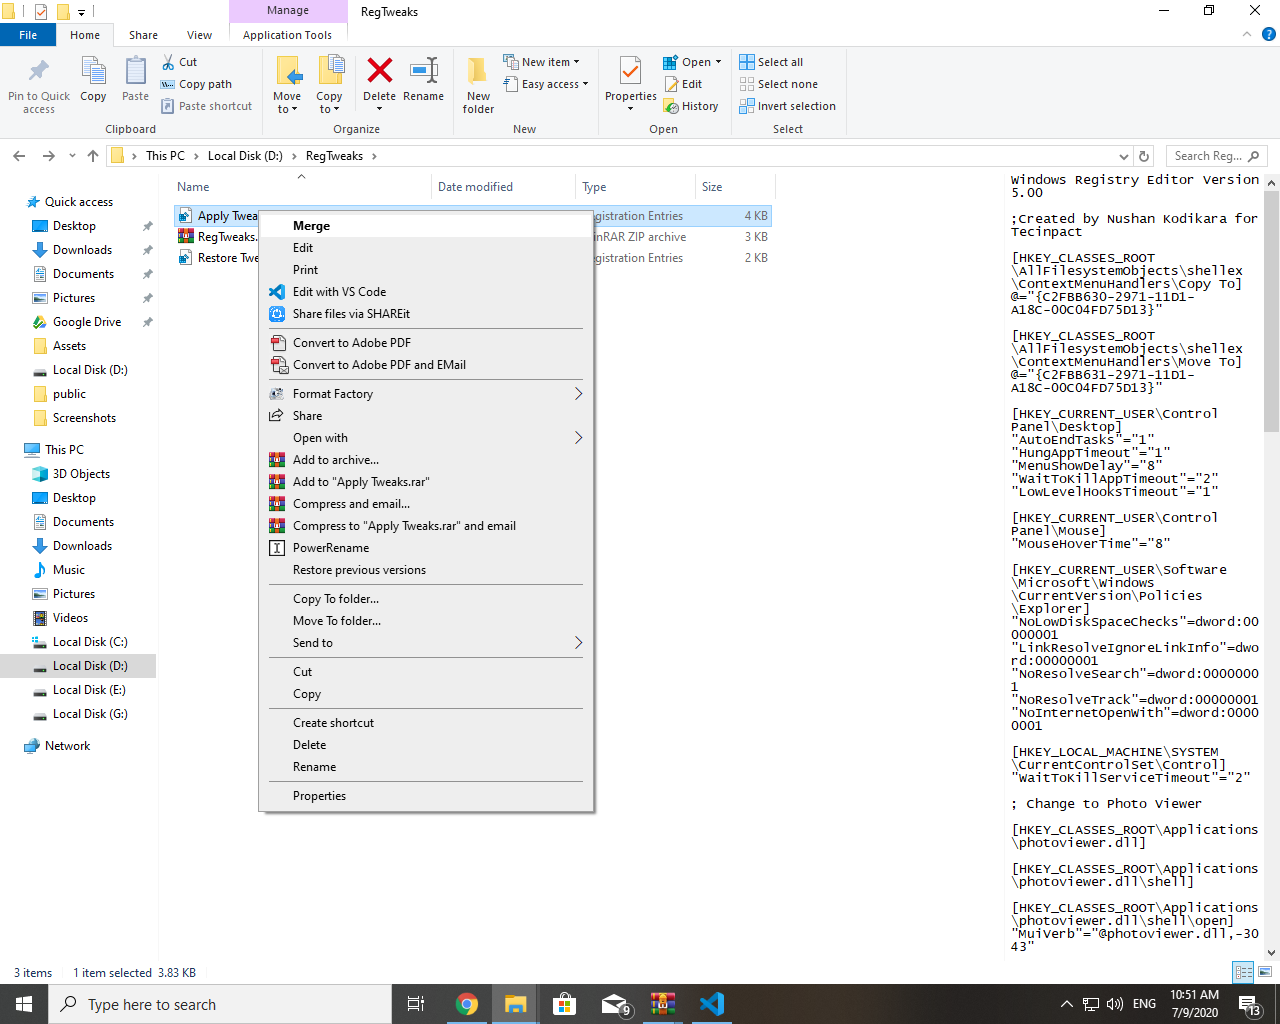 Manage
RegTweaks
File
Home
Share
View
Application Tools
Pin to Quick access
Copy
Paste
Cut
Copy path
Paste shortcut
Clipboard
Move to
Copy to
Delete
Rename
Organize
New folder
New item
Easy access
New
Properties
Open
Edit
History
Open
Select all
Select none
Invert selection
Select
This PC
Local Disk (D:)
RegTweaks
Search Reg...
Name
Date modified
Type
Size
Apply Twea
gistration Entries
4 KB
RegTweaks.
inRAR ZIP archive
3 KB
Restore Twe
gistration Entries
2 KB
Quick access
Desktop
Downloads
Documents
Pictures
Google Drive
Assets
Local Disk (D:)
public
Screenshots
This PC
3D Objects
Desktop
Documents
Downloads
Music
Pictures
Videos
Local Disk (C:)
Local Disk (D:)
Local Disk (E:)
Local Disk (G:)
Network
Merge
Edit
Print
Edit with VS Code
Share files via SHAREit
Convert to Adobe PDF
Convert to Adobe PDF and EMail
Format Factory
Share
Open with
Add to archive...
Add to "Apply Tweaks.rar"
Compress and email...
Compress to "Apply Tweaks.rar" and email
PowerRename
Restore previous versions
Copy To folder...
Move To folder...
Send to
Cut
Copy
Create shortcut
Delete
Rename
Properties
Windows Registry Editor Version
5.00
;Created by Nushan Kodikara for
Tecinpact
[HKEY_CLASSES_ROOT
\AllFilesystemObjects\shellex
\ContextMenuHandlers\Copy To]
@="{C2FBB630-2971-11D1-
A18C-00C04FD75D13}"
[HKEY_CLASSES_ROOT
\AllFilesystemObjects\shellex
\ContextMenuHandlers\Move To]
@="{C2FBB631-2971-11D1-
A18C-00C04FD75D13}"
[HKEY_CURRENT_USER\Control
Panel\Desktop]
"AutoEndTasks"="1"
"HungAppTimeout"="1"
"MenuShowDelay"="8"
"WaitToKillAppTimeout"="2"
"LowLevelHooksTimeout"="1"
[HKEY_CURRENT_USER\Control
Panel\Mouse]
"MouseHoverTime"="8"
[HKEY_CURRENT_USER\Software
\Microsoft\Windows
\CurrentVersion\Policies
\Explorer]
"NoLowDiskSpaceChecks"=dword:00
000001
"LinkResolveIgnoreLinkInfo"=dwo
rd:00000001
"NoResolveSearch"=dword:0000000
1
"NoResolveTrack"=dword:00000001
"NoInternetOpenWith"=dword:0000
0001
[HKEY_LOCAL_MACHINE\SYSTEM
\CurrentControlSet\Control]
"WaitToKillServiceTimeout"="2"
; Change to Photo Viewer
[HKEY_CLASSES_ROOT\Applications
\photoviewer.dll]
[HKEY_CLASSES_ROOT\Applications
\photoviewer.dll\shell]
[HKEY_CLASSES_ROOT\Applications
\photoviewer.dll\shell\open]
"MuiVerb"="@photoviewer.dll,-30
43"
3 items
1 item selected 3.83 KB
Type here to search
9
ENG
10:51 AM
7/9/2020
13